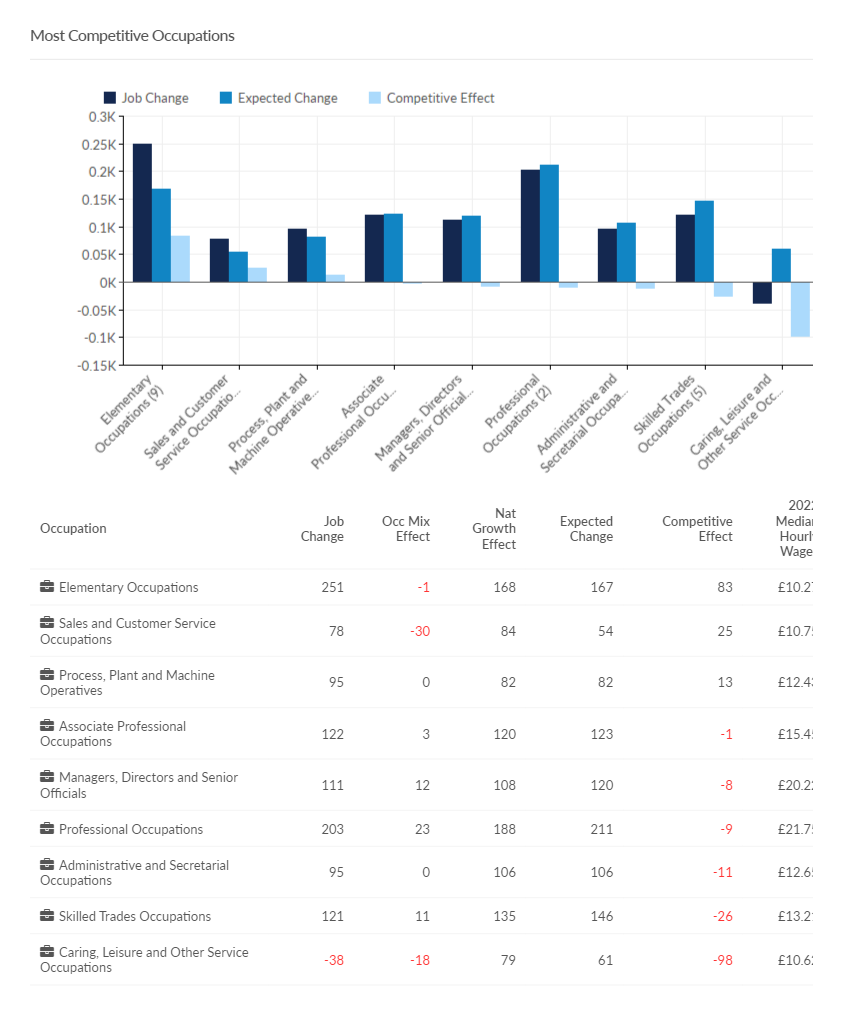 Most Competitive Occupations
Job Change Expected Change Competitive Effect
0.3K
0.25K
0.2K
0.15K
0.1K
0.05K
0K
-0.05K
-0.1K
-0.15K
Elementary
Occupations (9)
Sales and Customer
Service Occupatio...
Process, Plant and
Machine Operative...
Associate
Professional Occu...
Managers, Directors
and Senior Official...
Professional
Occupations (2)
Administrative and
Secretarial Occupa...
Skilled Trades
Occupations (5)
Caring, Leisure and
Other Service Occ...
Occupation
Job
Change
Occ Mix
Effect
Nat
Growth
Effect
Expected
Change
Competitive
Effect
Wage
Elementary Occupations 251 -1 168 167 83
Sales and Customer Service
Occupations 78 -30 84 54 25
Process, Plant and Machine
Operatives 95 0 82 82 13
Associate Professional
Occupations 122 3 120 123 -1
Managers, Directors and Senior
Officials 111 12 108 120 -8
Professional Occupations 203 23 188 211 -9
Administrative and Secretarial
Occupations 95 0 106 106 -11
Skilled Trades Occupations 121 11 135 146 -26
Caring, Leisure and Other Service
Occupations -38 -18 79 61 -98